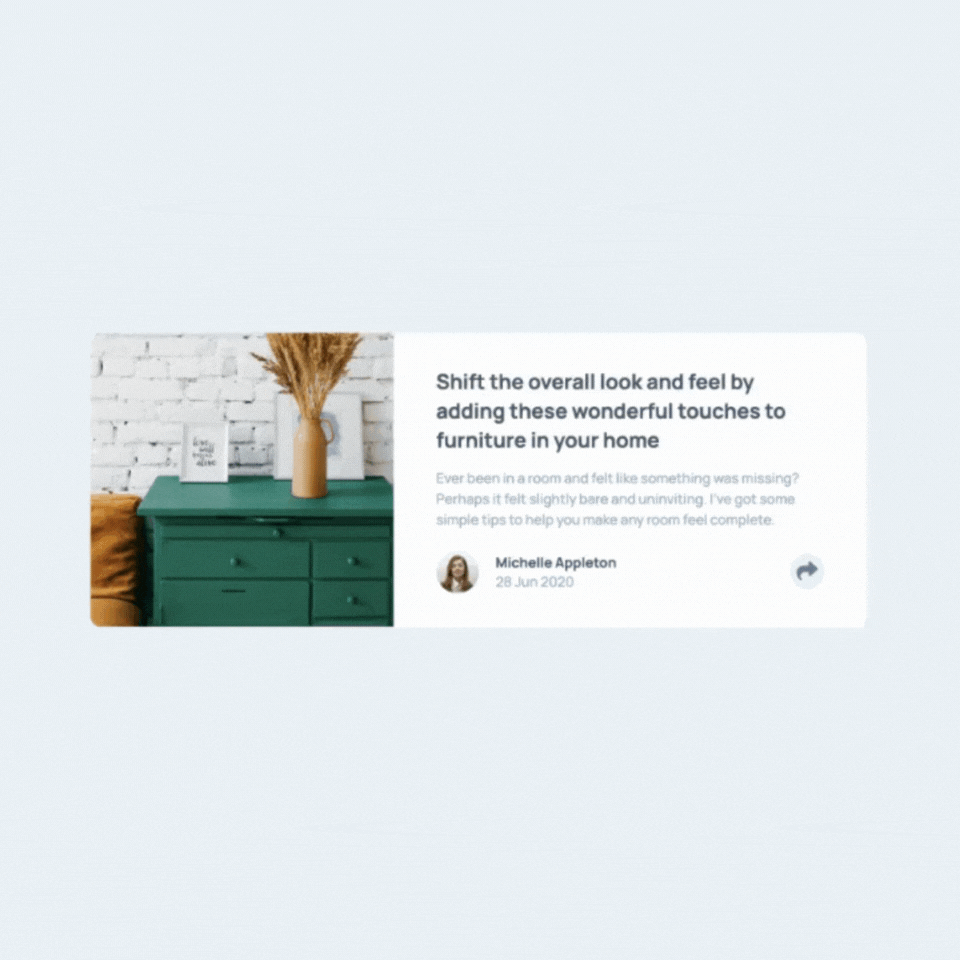 Shift the overall look and feel by
adding these wonderful touches to
furniture in your home
Ever been in a room and felt like something was missing?
Perhaps it felt slightly bare and uninviting. I've got some
simple tips to help you make any room feel complete.
Michelle Appleton
28 Jun 2020